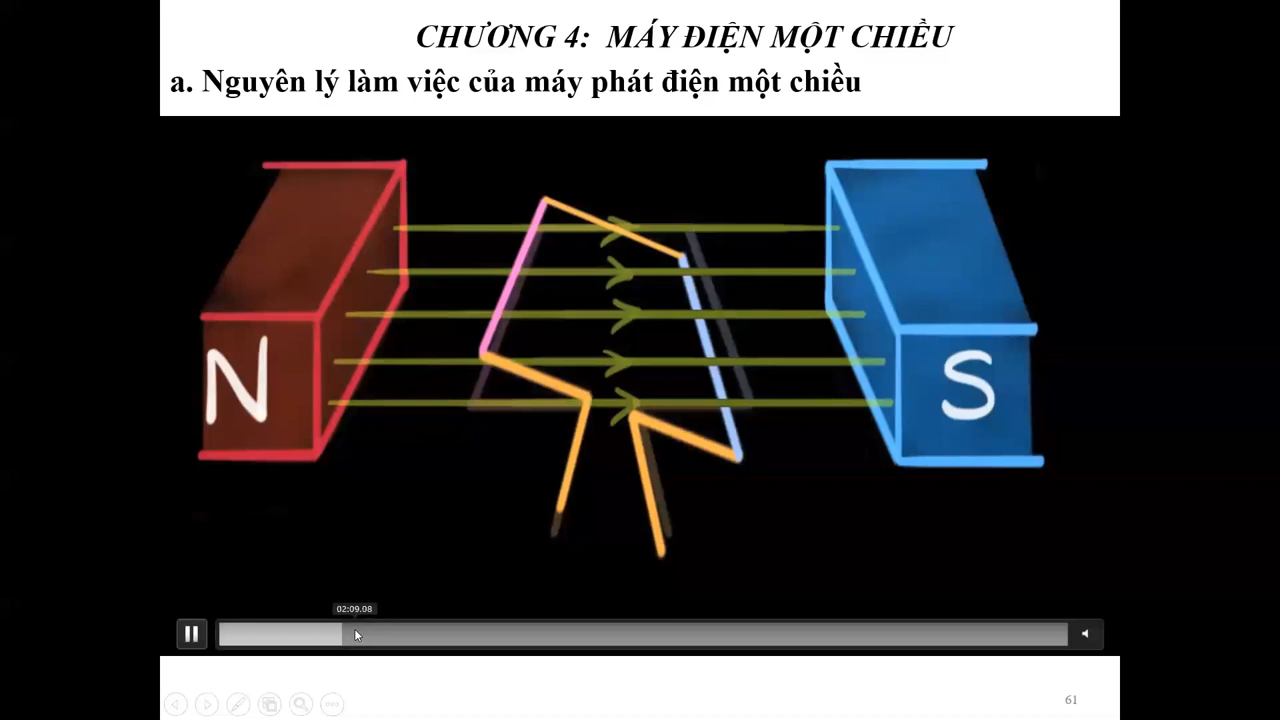 CHƯƠNG 4: MÁY ĐIỆN MỘT CHIỀU
a. Nguyên lý làm việc của máy phát điện một chiều
N
S
02:09.08
61